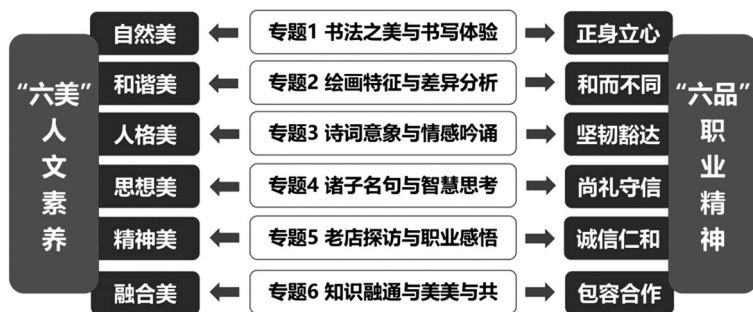 “六美”
人
文
素
养
自然美
专题1 书法之美与书写体验
正身立心
和谐美
专题2 绘画特征与差异分析
和而不同
人格美
专题3 诗词意象与情感吟诵
坚韧豁达
思想美
专题4 诸子名句与智慧思考
尚礼守信
精神美
专题5 老店探访与职业感悟
诚信仁和
融合美
专题6 知识融通与美美与共
包容合作
“六品”
职
业
精
神